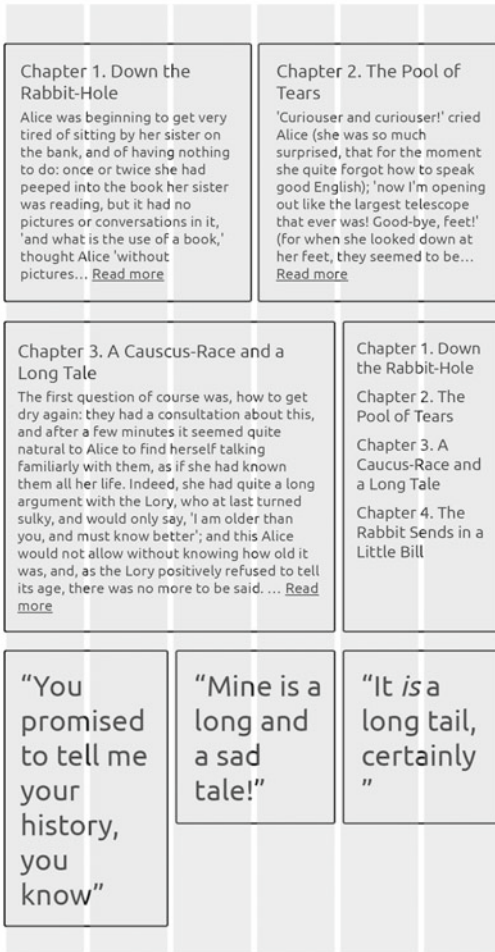 Chapter 1. Down the
Rabbit-Hole
Alice was beginning to get very
tired of sitting by her sister on
the bank, and of having nothing
to do: once or twice she had
peeped into the book her sister
was reading, but it had no
pictures or conversations in it,
'and what is the use of a book,'
thought Alice 'without
pictures… Read more
Chapter 2. The Pool of
Tears
'Curiouser and curiouser!' cried
Alice (she was so much
surprised, that for the moment
she quite forgot how to speak
good English); 'now I'm opening
out like the largest telescope
that ever was! Good-bye, feet!'
(for when she looked down at
her feet, they seemed to be…
Read more
Chapter 3. A Causcus-Race and a
Long Tale
The first question of course was, how to get
dry again: they had a consultation about this,
and after a few minutes it seemed quite
natural to Alice to find herself talking
familiarly with them, as if she had known
them all her life. Indeed, she had quite a long
argument with the Lory, who at last turned
sulky, and would only say, 'I am older than
you, and must know better'; and this Alice
would not allow without knowing how old it
was, and, as the Lory positively refused to tell
its age, there was no more to be said. … Read
more
Chapter 1. Down
the Rabbit-Hole
Chapter 2. The
Pool of Tears
Chapter 3. A
Caucus-Race and
a Long Tale
Chapter 4. The
Rabbit Sends in a
Little Bill
“You
promised
to tell me
your
history,
you
know”
“Mine is a
long and
a sad
tale!”
“It is a
long tail,
certainly
”